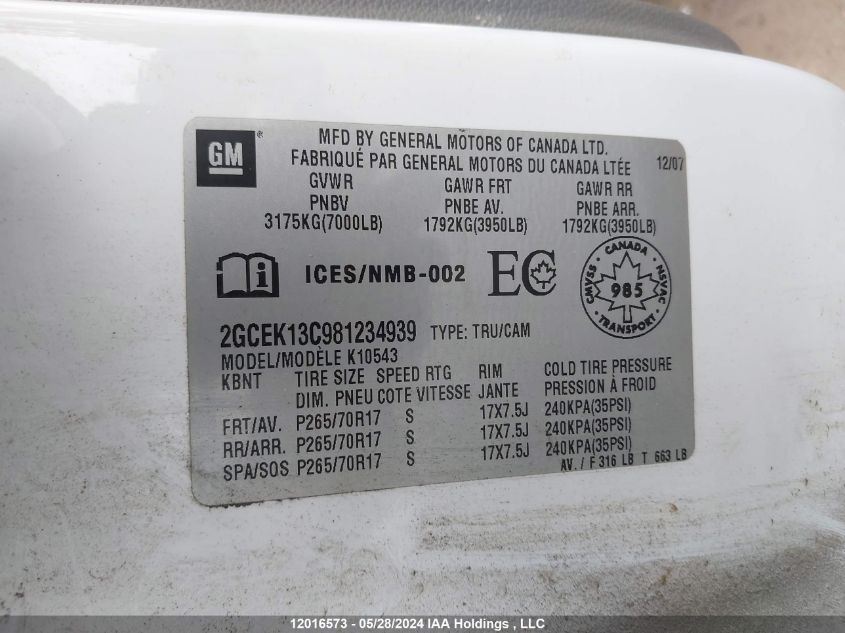 GM ®
MFD BY GENERAL MOTORS OF CANADA LTD.
FABRIQUÉ PAR GENERAL MOTORS DU CANADA LTÉE 12/07
GVWR GAWR FRT GAWR RR
PNBV PNBE AV. PNBE ARR.
3175KG(7000LB) 1792KG(3950LB) 1792KG(3950LB)
i ICES/NMB-002 EC CANADA CMVSS NSVAC 985 TRANSPORT
2GCEK13C981234939 TYPE: TRU/CAM
MODEL/MODÈLE K10543
KBNT TIRE SIZE SPEED RTG RIM COLD TIRE PRESSURE
DIM. PNEU COTE VITESSE JANTE PRESSION À FROID
FRT/AV. P265/70R17 S 17X7.5J 240KPA(35PSI)
RR/ARR. P265/70R17 S 17X7.5J 240KPA(35PSI)
SPA/SOS P265/70R17 S 17X7.5J 240KPA(35PSI)
AV. / F 316 LB T 663 LB
12016573 - 05/28/2024 IAA Holdings , LLC